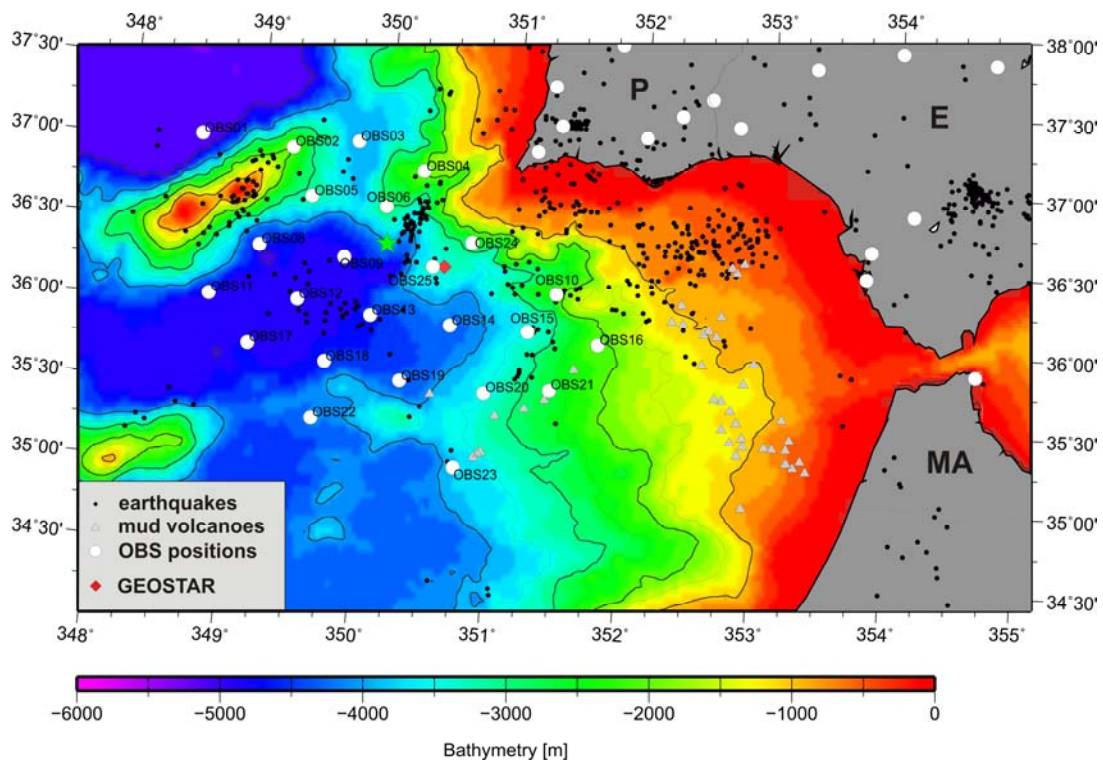 348° 349° 350° 351° 352° 353° 354°
37°30' 38°00'
37°00' 37°30'
36°30' 37°00'
36°00' 36°30'
35°30' 36°00'
35°00' 35°30'
34°30' 35°00'
34°30'
P
E
MA
OBS01
OBS02
OBS03
OBS04
OBS05
OBS06
OBS08
OBS24
OBS09
OBS25
OBS10
OBS11
OBS12
OBS13
OBS14
OBS15
OBS16
OBS17
OBS18
OBS19
OBS20
OBS21
OBS22
OBS23
earthquakes
mud volcanoes
OBS positions
GEOSTAR
348° 349° 350° 351° 352° 353° 354° 355°
−6000 −5000 −4000 −3000 −2000 −1000 0
Bathymetry [m]